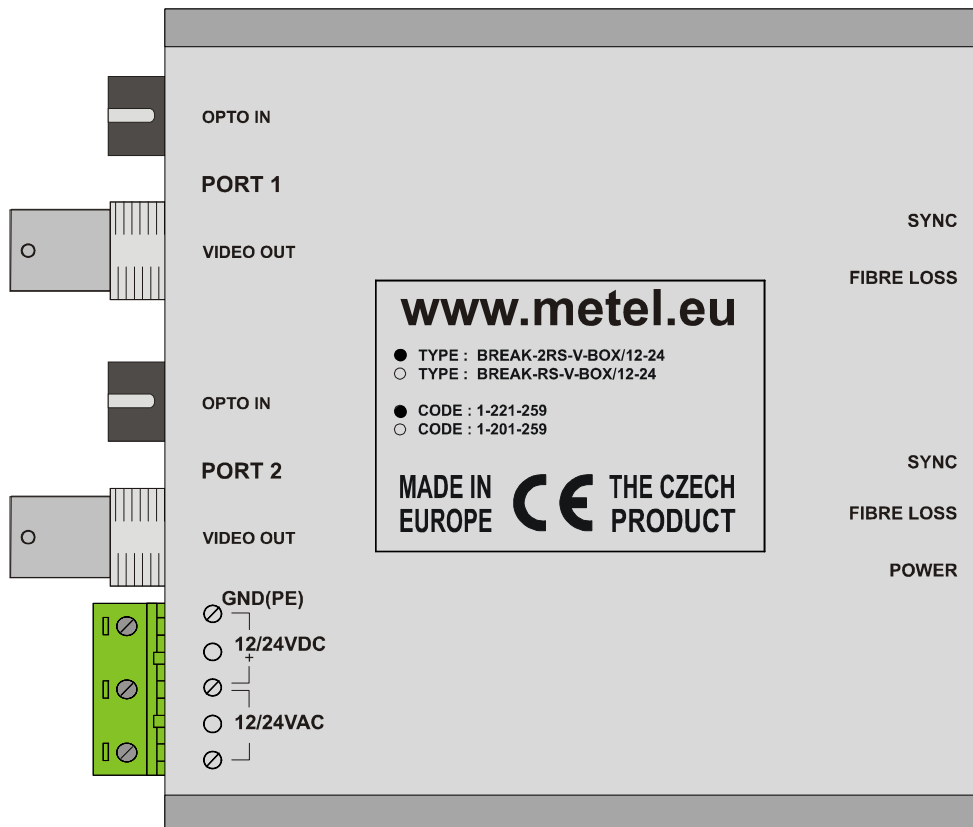 OPTO IN
PORT 1
VIDEO OUT
SYNC
FIBRE LOSS
www.metel.eu
TYPE : BREAK-2RS-V-BOX/12-24
TYPE : BREAK-RS-V-BOX/12-24
CODE : 1-221-259
CODE : 1-201-259
MADE IN
EUROPE
CE
THE CZECH
PRODUCT
OPTO IN
PORT 2
VIDEO OUT
SYNC
FIBRE LOSS
POWER
GND(PE)
12/24VDC
+
12/24VAC